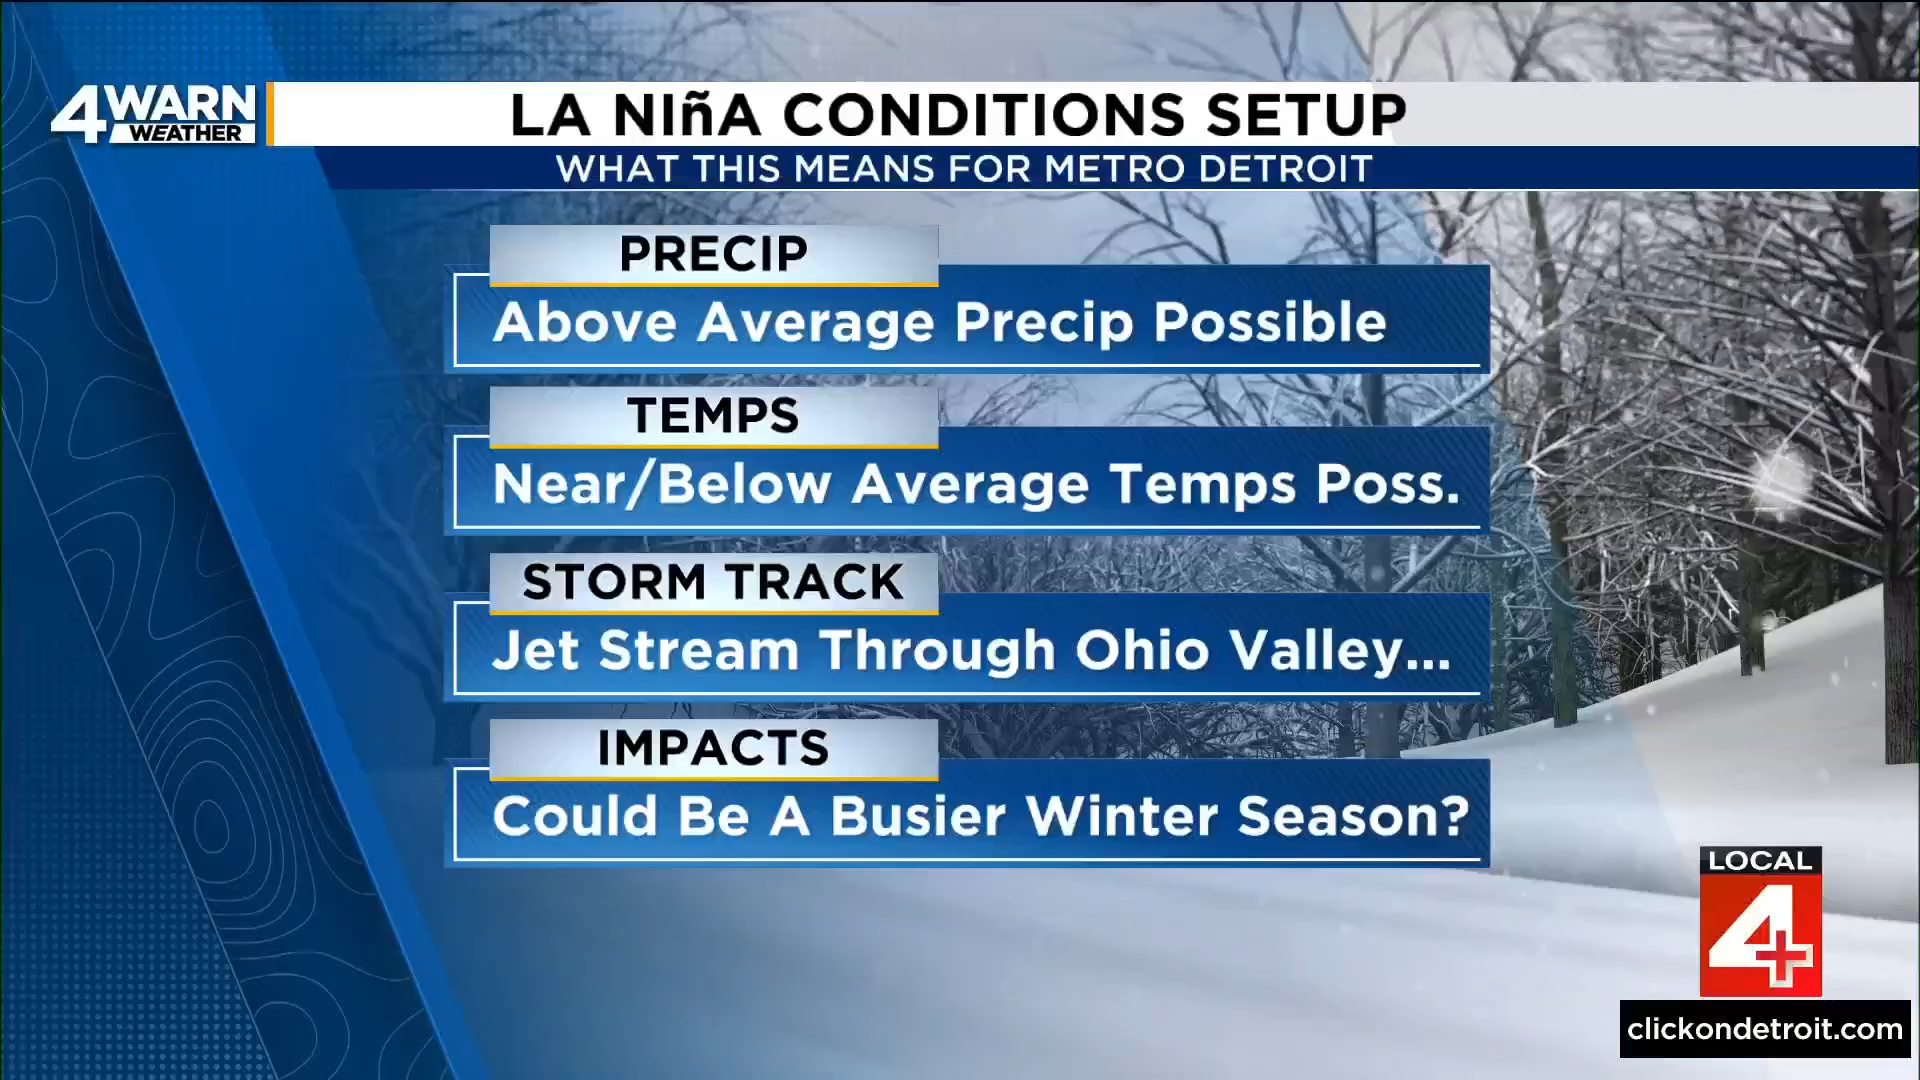 4WARN
WEATHER
LA NIñA CONDITIONS SETUP
WHAT THIS MEANS FOR METRO DETROIT
PRECIP
Above Average Precip Possible
TEMPS
Near/Below Average Temps Poss.
STORM TRACK
Jet Stream Through Ohio Valley...
IMPACTS
Could Be A Busier Winter Season?
LOCAL
4+
clickondetroit.com